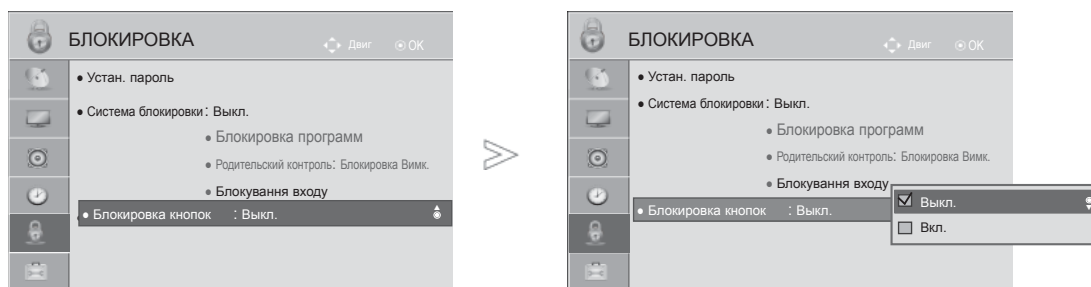 БЛОКИРОВКА
Двиг OK
• Устан. пароль
• Система блокировки: Выкл.
• Блокировка программ
• Родительский контроль: Блокировка Вимк.
• Блокування входу
• Блокировка кнопок : Выкл.
БЛОКИРОВКА
Двиг OK
• Устан. пароль
• Система блокировки: Выкл.
• Блокировка программ
• Родительский контроль: Блокировка Вимк.
• Блокування входу
• Блокировка кнопок : Выкл.
Выкл.
Вкл.